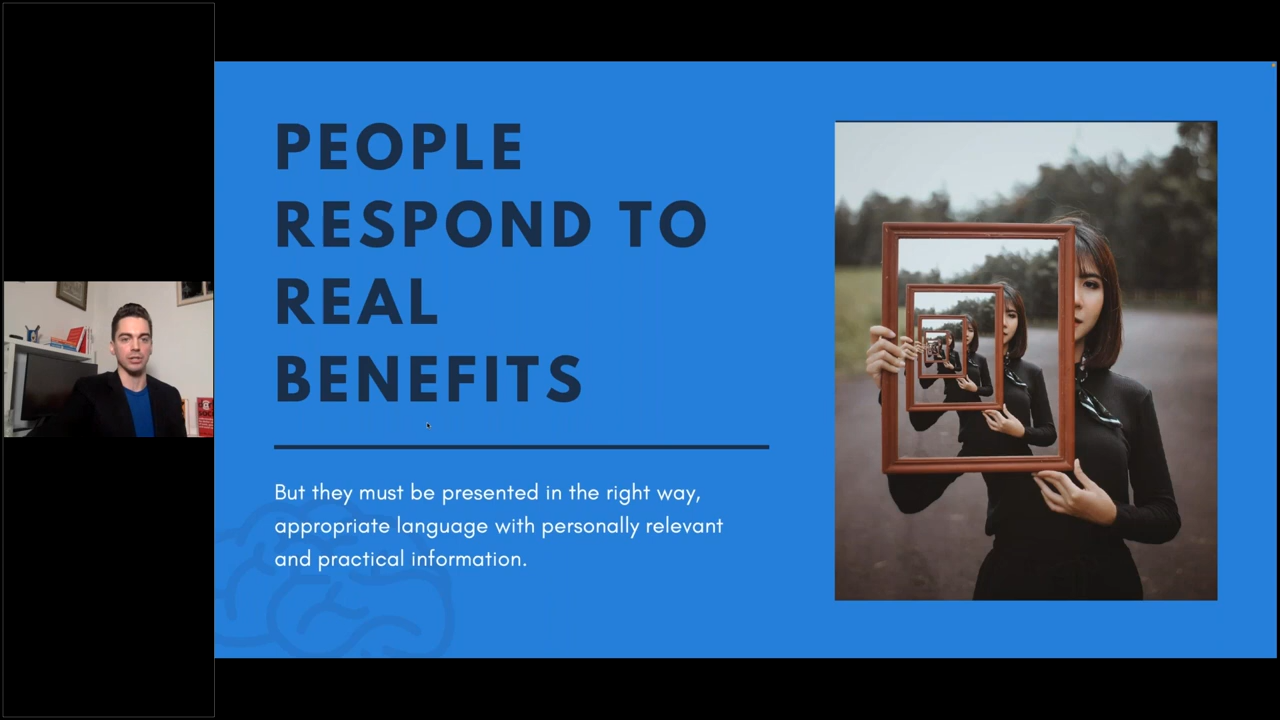 PEOPLE
RESPOND TO
REAL
BENEFITS
But they must be presented in the right way,
appropriate language with personally relevant
and practical information.